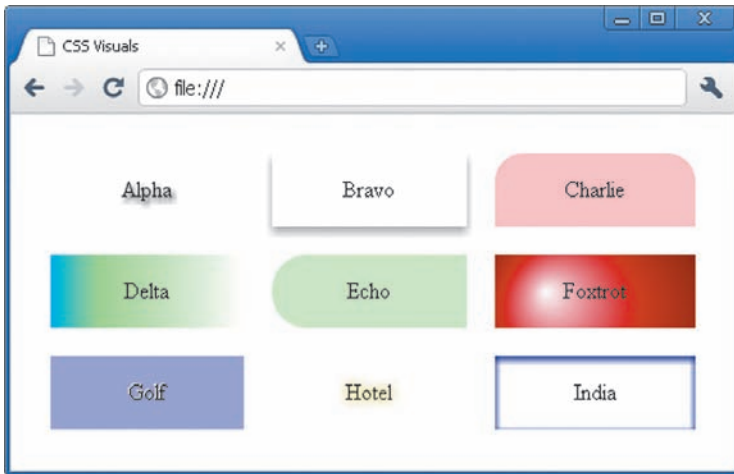 CSS Visuals
file:///
Alpha
Bravo
Charlie
Delta
Echo
Foxtrot
Golf
Hotel
India